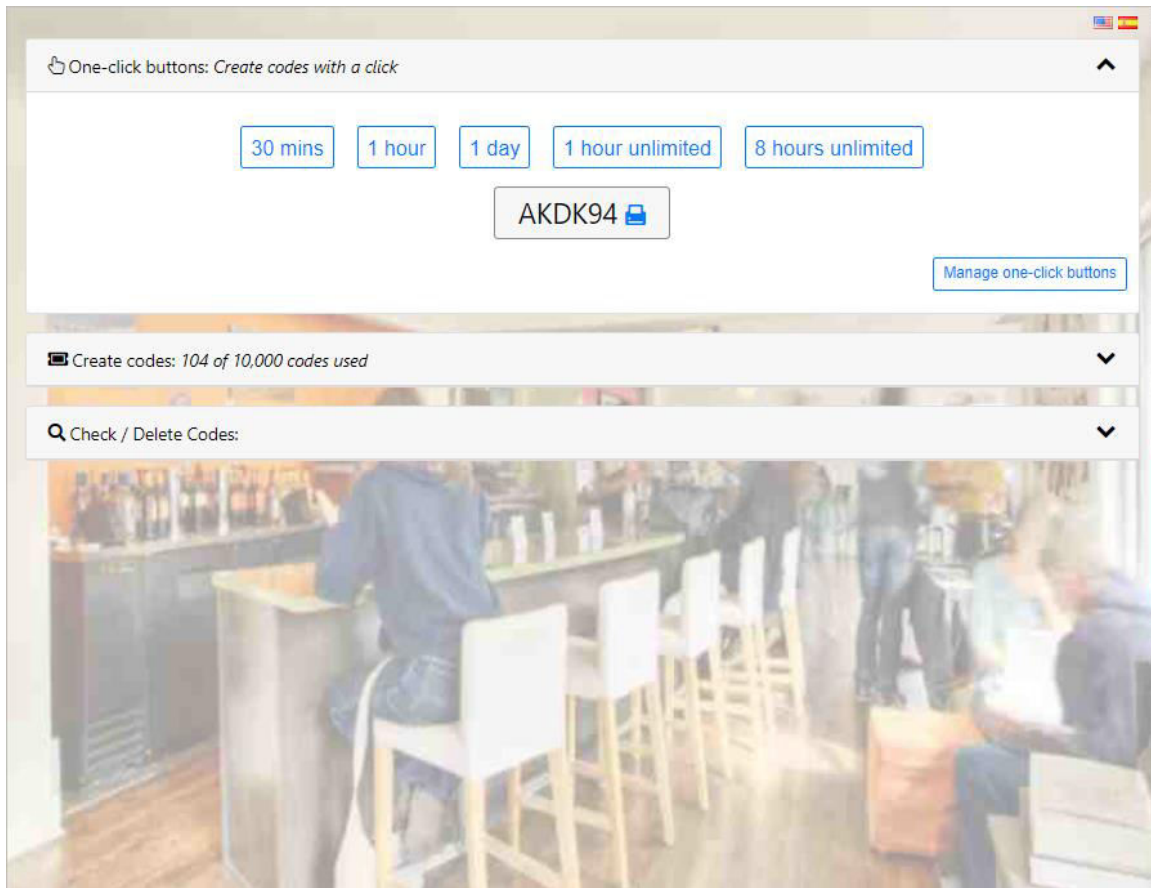 One-click buttons: Create codes with a click
30 mins 1 hour 1 day 1 hour unlimited 8 hours unlimited
AKDK94
Manage one-click buttons
Create codes: 104 of 10,000 codes used
Check / Delete Codes: